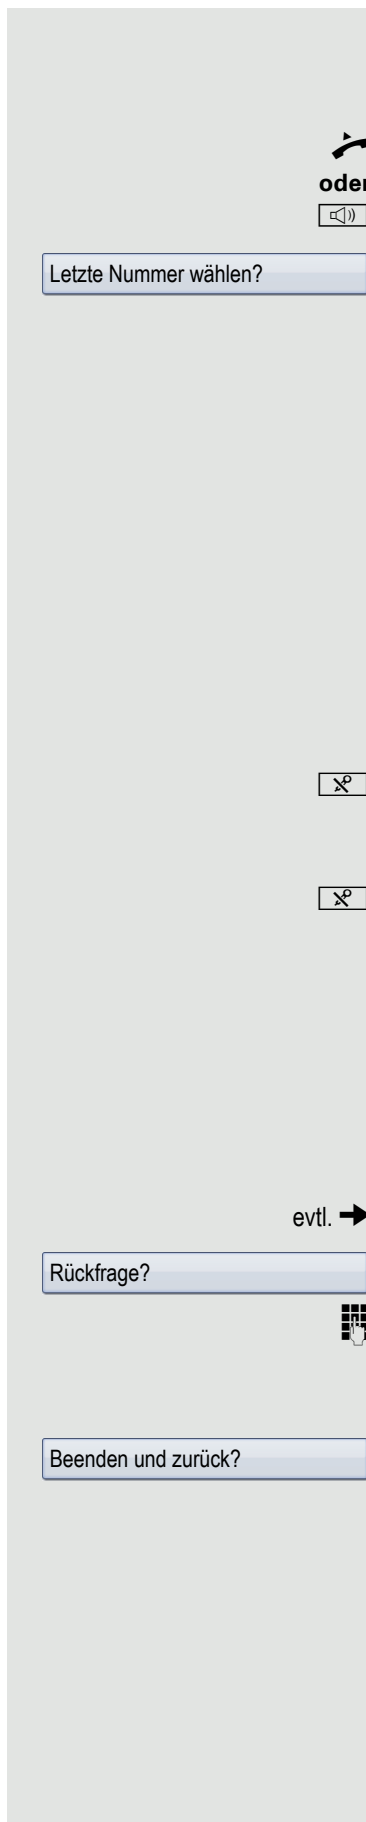 oder
Letzte Nummer wählen?
evtl.
Rückfrage?
Beenden und zurück?